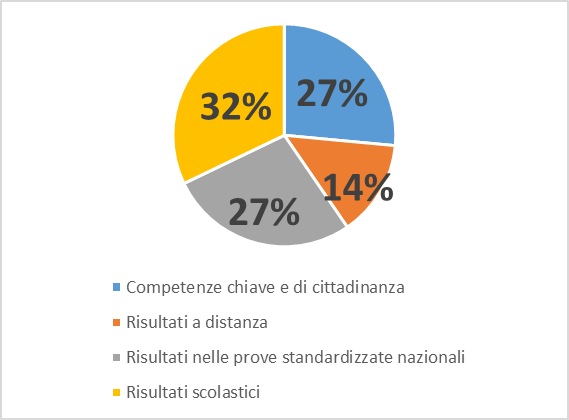 27%
32%
14%
27%
Competenze chiave e di cittadinanza
Risultati a distanza
Risultati nelle prove standardizzate nazionali
Risultati scolastici